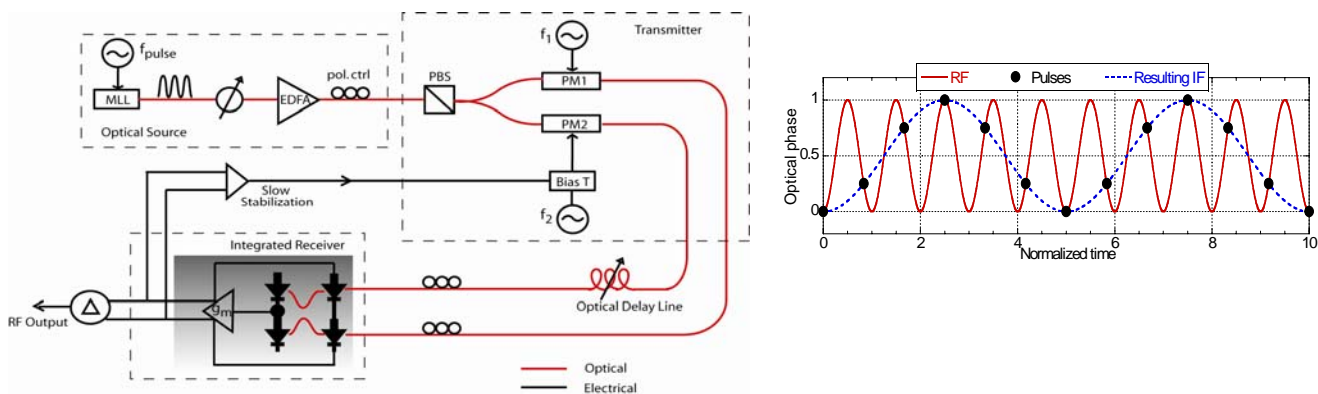 f_pulse
MLL
EDFA
pol. ctrl
Optical Source
Transmitter
f_1
PBS
PM1
PM2
Bias T
f_2
Slow
Stabilization
Integrated Receiver
g_m
Δ
RF Output
Optical Delay Line
Optical
Electrical
RF Pulses Resulting IF
Optical phase
1
0.5
0
0 2 4 6 8 10
Normalized time